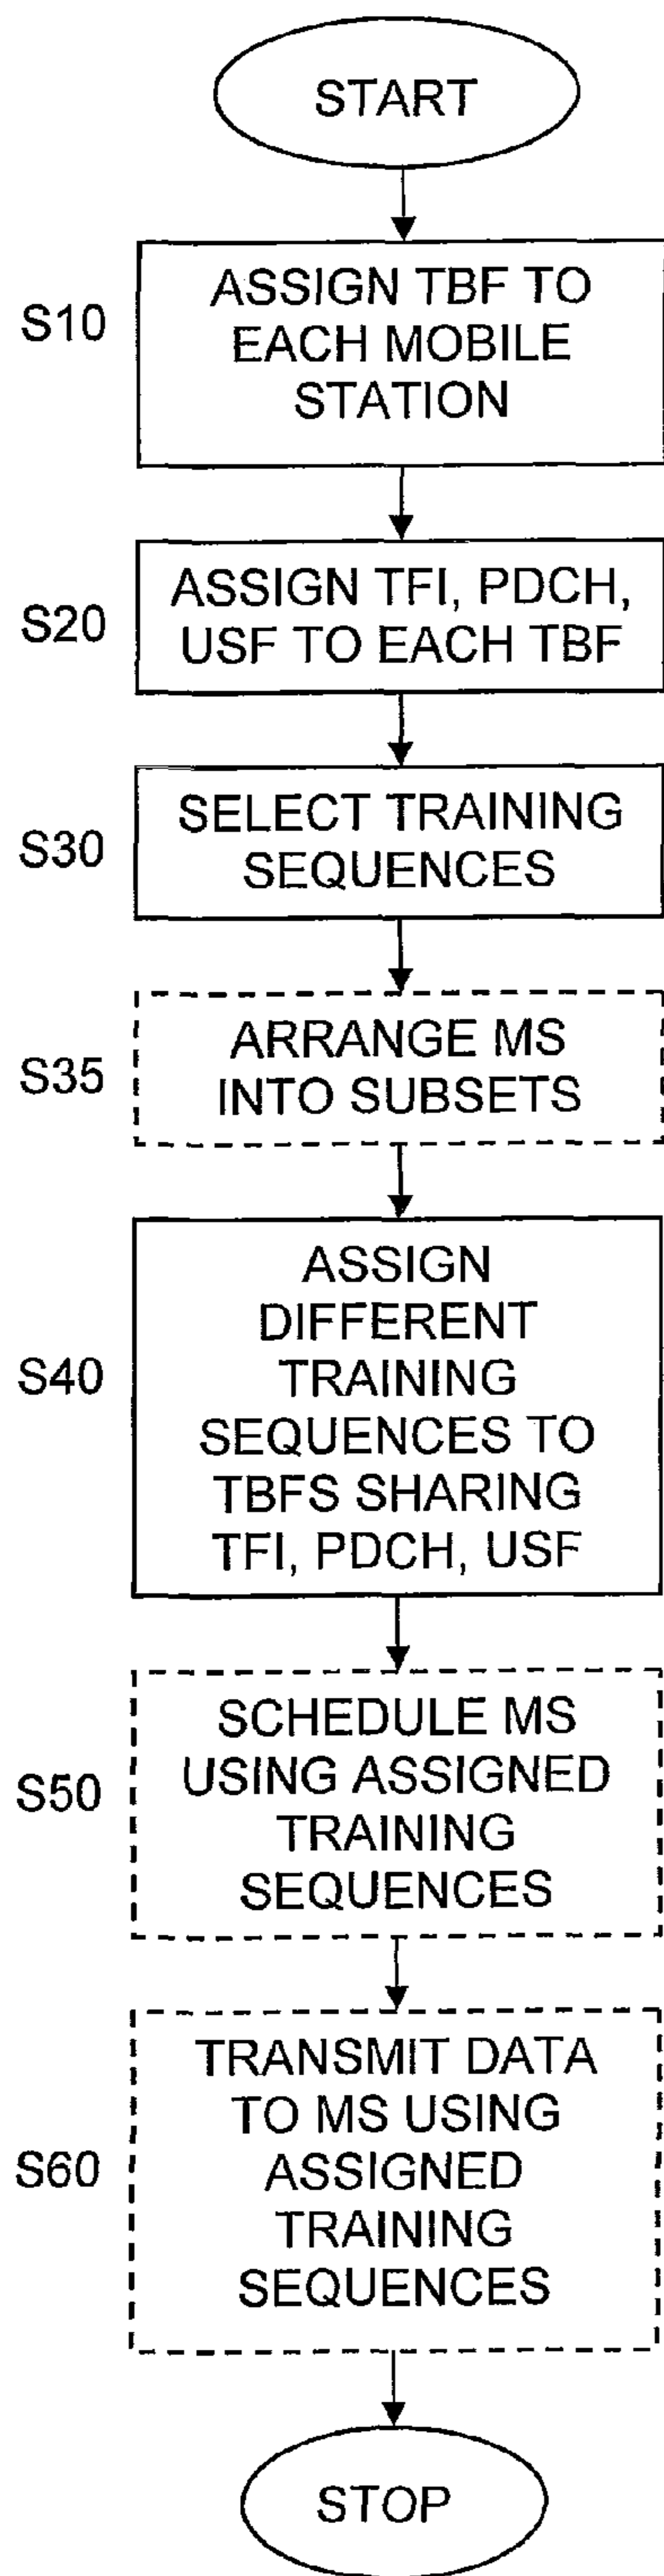 START
S10
ASSIGN TBF TO
EACH MOBILE
STATION
S20
ASSIGN TFI, PDCH,
USF TO EACH TBF
S30
SELECT TRAINING
SEQUENCES
S35
ARRANGE MS
INTO SUBSETS
S40
ASSIGN
DIFFERENT
TRAINING
SEQUENCES TO
TBFS SHARING
TFI, PDCH, USF
S50
SCHEDULE MS
USING ASSIGNED
TRAINING
SEQUENCES
S60
TRANSMIT DATA
TO MS USING
ASSIGNED
TRAINING
SEQUENCES
STOP